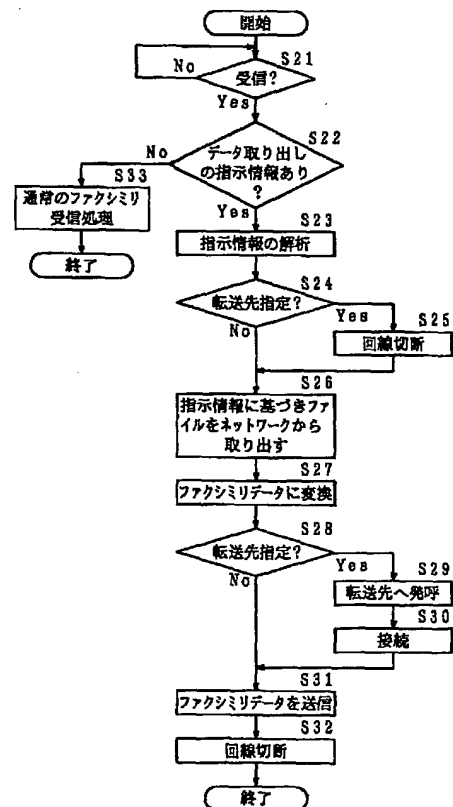 開始
S21
No
受信?
Yes
S22
No
データ取り出し
の指示情報あり
?
S33
通常のファクシミリ
受信処理
終了
Yes
S23
指示情報の解析
S24
転送先指定?
Yes
S25
No
回線切断
S26
指示情報に基づきファ
イルをネットワークから
取り出す
S27
ファクシミリデータに変換
S28
転送先指定?
Yes
S29
No
転送先へ発呼
S30
接続
S31
ファクシミリデータを送信
S32
回線切断
終了